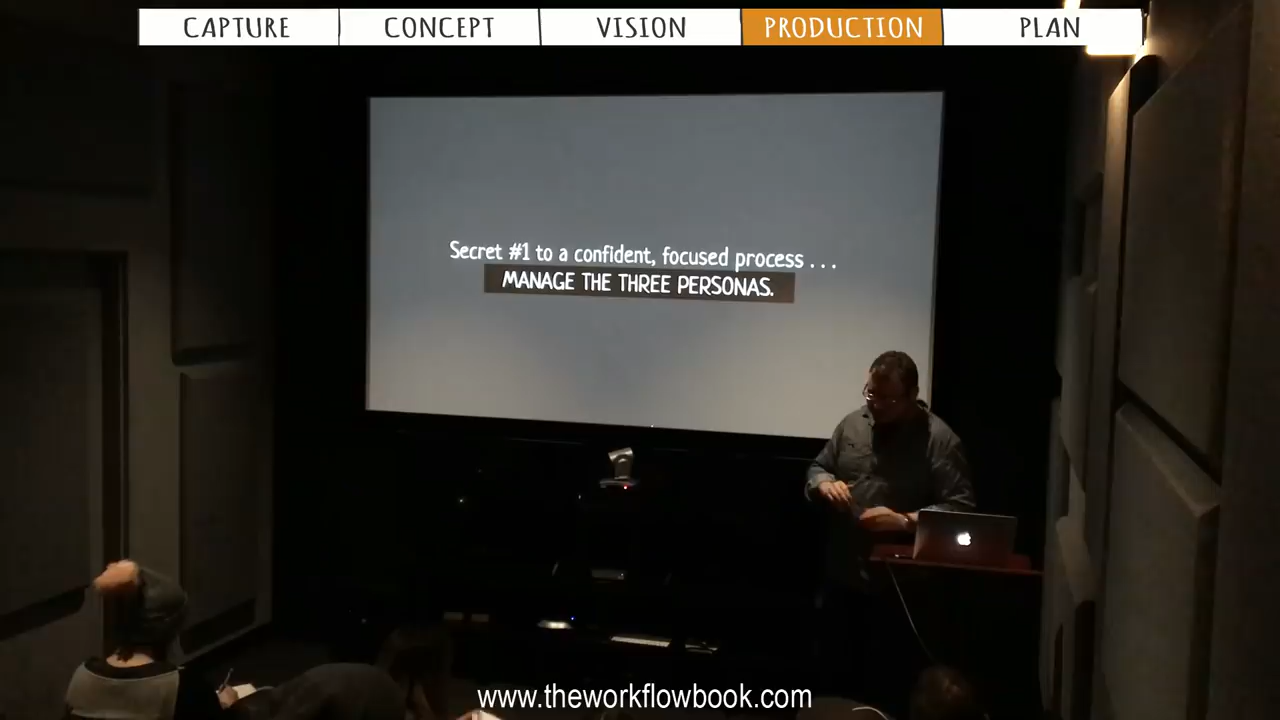 CAPTURE CONCEPT VISION PRODUCTION PLAN
Secret #1 to a confident, focused process . . .
MANAGE THE THREE PERSONAS.
www.theworkflowbook.com